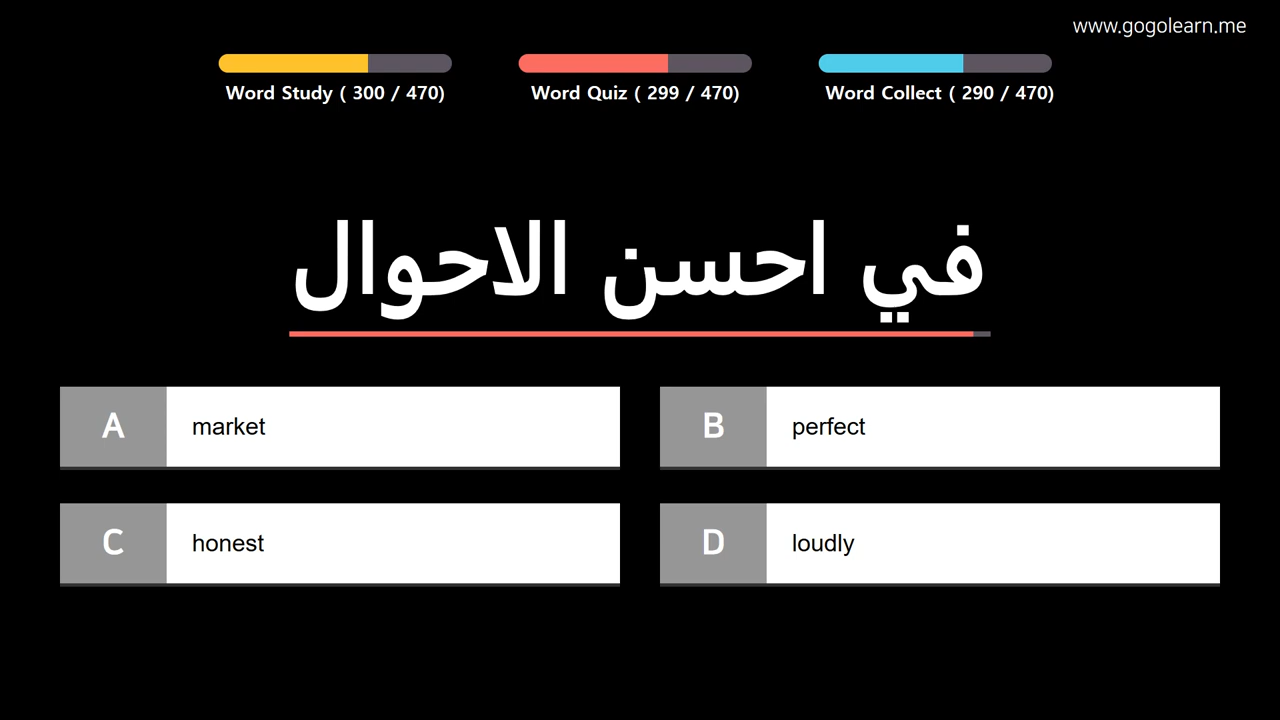 www.gogolearn.me
Word Study ( 300 / 470)
Word Quiz ( 299 / 470)
Word Collect ( 290 / 470)
في احسن الاحوال
A market
B perfect
C honest
D loudly